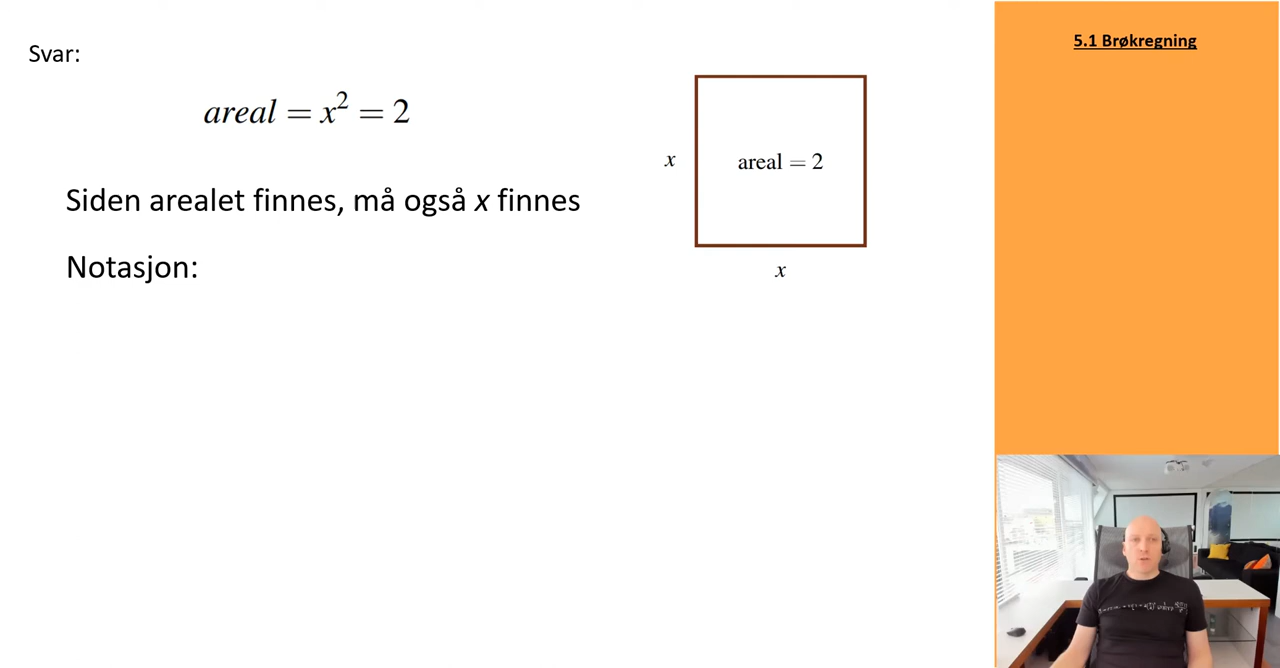 Svar:
areal = x² = 2
Siden arealet finnes, må også x finnes
Notasjon:
x
areal = 2
x
5.1 Brøkregning